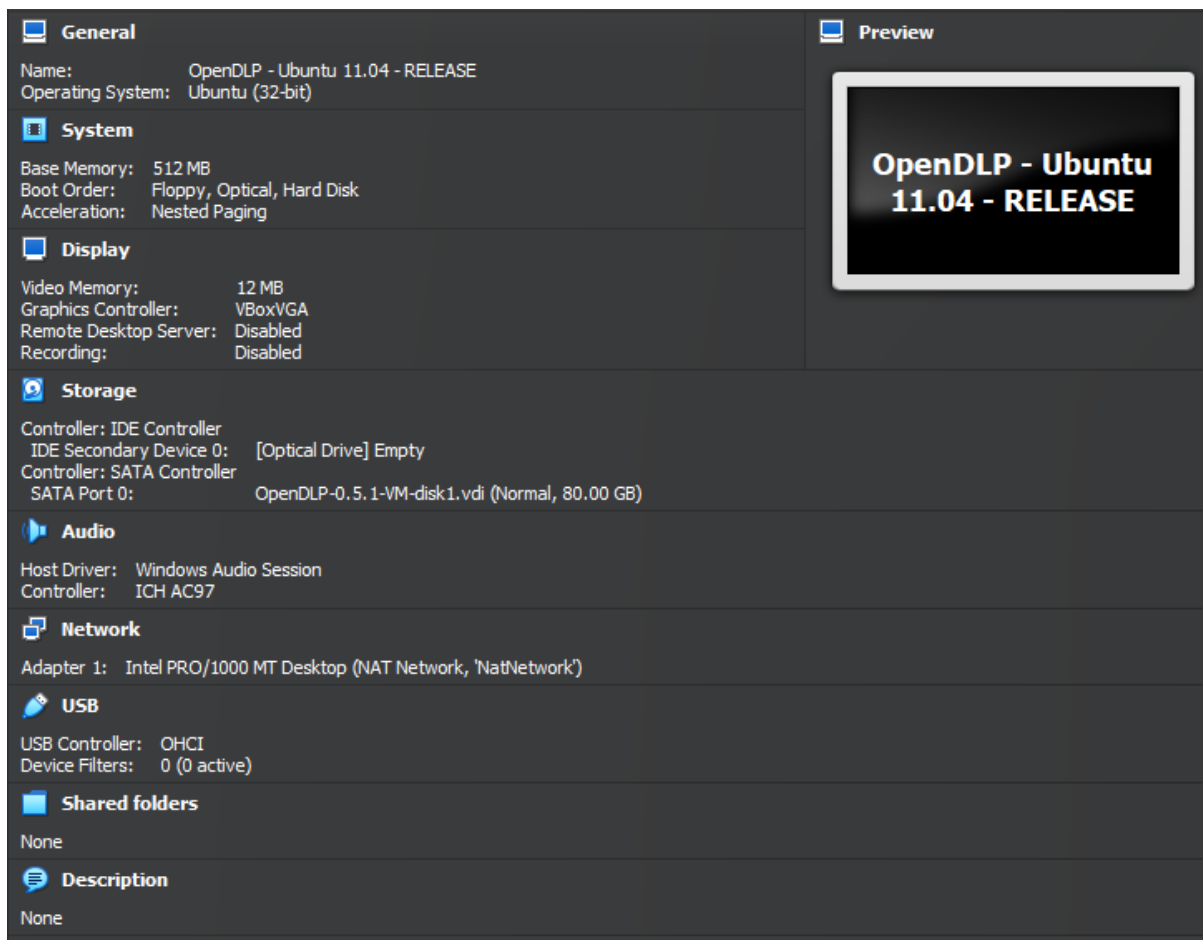 General
Name: OpenDLP - Ubuntu 11.04 - RELEASE
Operating System: Ubuntu (32-bit)
System
Base Memory: 512 MB
Boot Order: Floppy, Optical, Hard Disk
Acceleration: Nested Paging
Display
Video Memory: 12 MB
Graphics Controller: VBoxVGA
Remote Desktop Server: Disabled
Recording: Disabled
Preview
OpenDLP - Ubuntu
11.04 - RELEASE
Storage
Controller: IDE Controller
IDE Secondary Device 0: [Optical Drive] Empty
Controller: SATA Controller
SATA Port 0: OpenDLP-0.5.1-VM-disk1.vdi (Normal, 80.00 GB)
Audio
Host Driver: Windows Audio Session
Controller: ICH AC97
Network
Adapter 1: Intel PRO/1000 MT Desktop (NAT Network, 'NatNetwork')
USB
USB Controller: OHCI
Device Filters: 0 (0 active)
Shared folders
None
Description
None